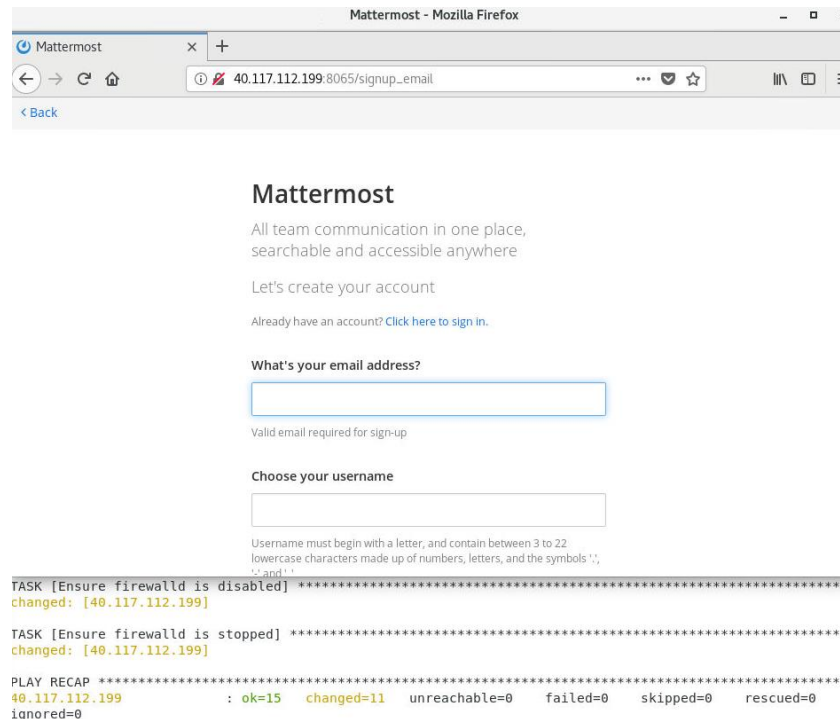 Mattermost - Mozilla Firefox
Mattermost
40.117.112.199:8065/signup_email
< Back
Mattermost
All team communication in one place,
searchable and accessible anywhere
Let's create your account
Already have an account? Click here to sign in.
What's your email address?
Valid email required for sign-up
Choose your username
Username must begin with a letter, and contain between 3 to 22
lowercase characters made up of numbers, letters, and the symbols '.',
'-' and '_'
TASK [Ensure firewalld is disabled] ********************************************************************
changed: [40.117.112.199]
TASK [Ensure firewalld is stopped] *********************************************************************
changed: [40.117.112.199]
PLAY RECAP *********************************************************************************************
40.117.112.199 : ok=15 changed=11 unreachable=0 failed=0 skipped=0 rescued=0
ignored=0